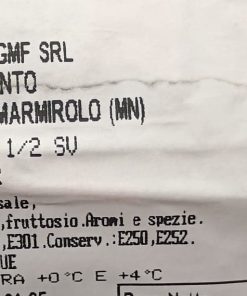 GMF SRL
NTO
MARMIROLO (MN)
1/2 SV
sale,
,fruttosio.Aromi e spezie.
,E301.Conserv.:E250,E252.
UE
RA +0°C E +4°C